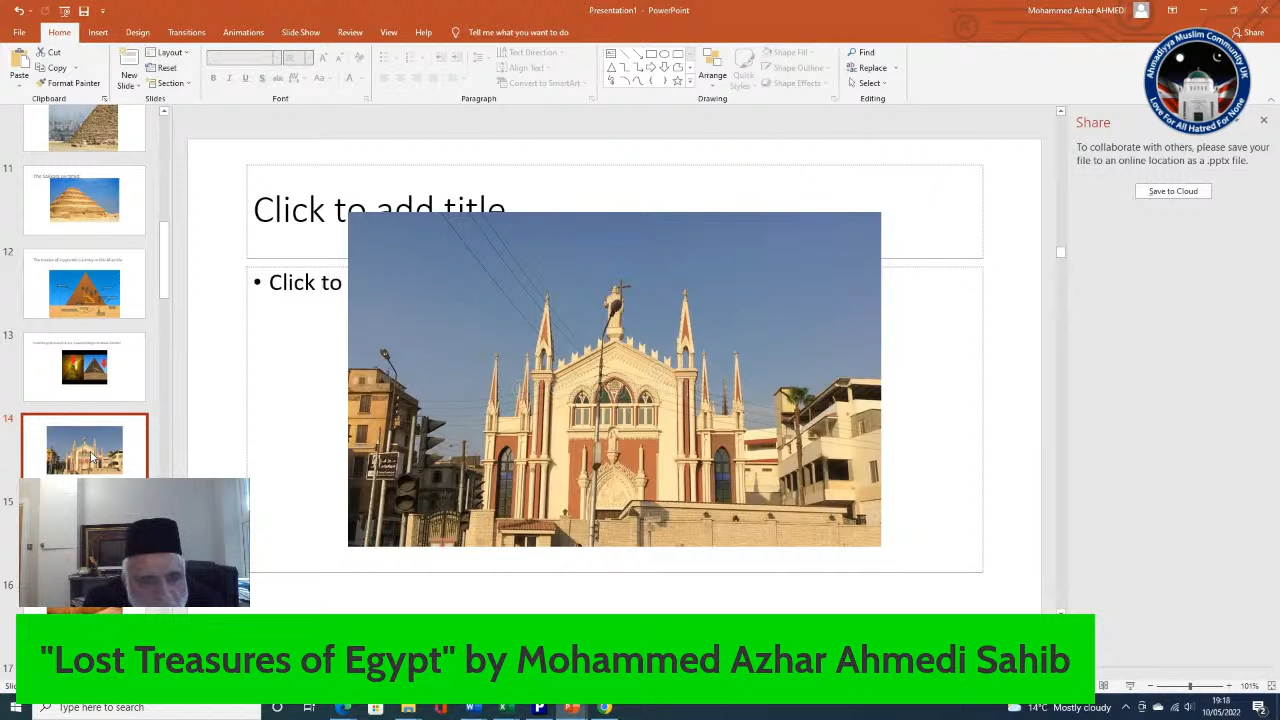 Presentation1 - PowerPoint
Mohammed Azhar AHMEDI
File
Home
Insert
Design
Transitions
Animations
Slide Show
Review
View
Help
Tell me what you want to do
Share
Cut
Copy
Format Paint
Paste
Clipboard
New
Layout
Reset
Section
Slides
B
I
U
S
Font
Text Direction
Align Text
Convert to SmartArt
Paragraph
Arrange
Quick
Styles
Shape Fill
Shape Outline
Shape Effects
Drawing
Find
Replace
Select
Editing
Ahmadiyya Muslim Community UK
Love For All Hatred For None
Share
To collaborate with others, please save your
file to an online location as a .pptx file.
Save to Cloud
11
12
13
14
15
16
17
Click to add title
• Click to
"Lost Treasures of Egypt" by Mohammed Azhar Ahmedi Sahib
101%
Type here to search
14°C Mostly cloudy
19:18
10/05/2022